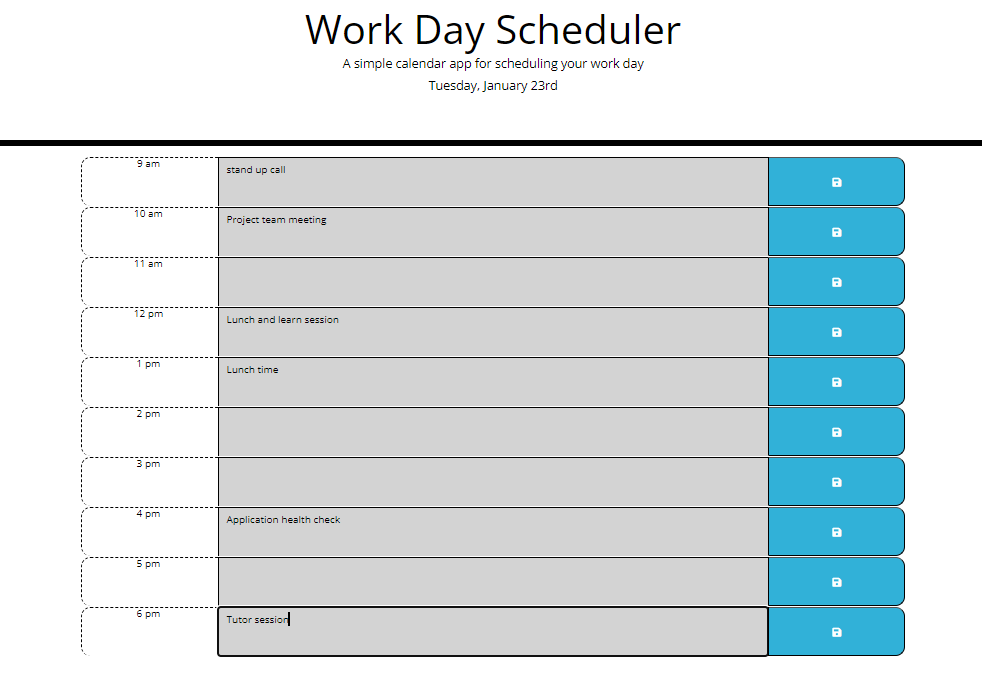 Work Day Scheduler
A simple calendar app for scheduling your work day
Tuesday, January 23rd
9 am
stand up call
10 am
Project team meeting
11 am
12 pm
Lunch and learn session
1 pm
Lunch time
2 pm
3 pm
4 pm
Application health check
5 pm
6 pm
Tutor session